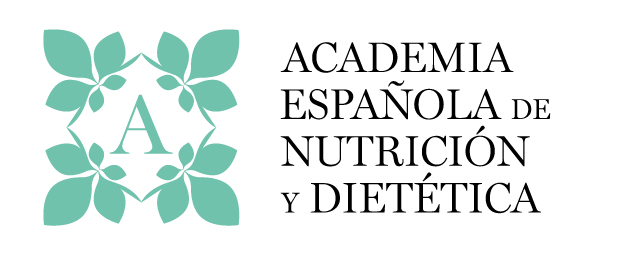 A
ACADEMIA
ESPAÑOLA DE
NUTRICIÓN
Y DIETÉTICA